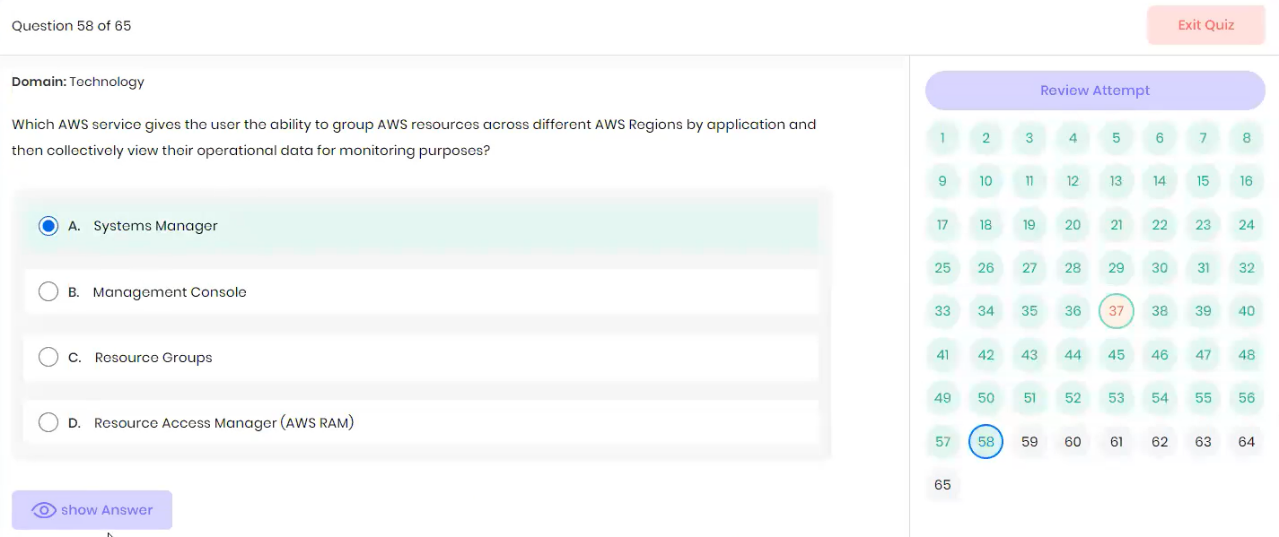 Question 58 of 65
Exit Quiz
Domain: Technology
Which AWS service gives the user the ability to group AWS resources across different AWS Regions by application and
then collectively view their operational data for monitoring purposes?
A. Systems Manager
B. Management Console
C. Resource Groups
D. Resource Access Manager (AWS RAM)
show Answer
Review Attempt
1 2 3 4 5 6 7 8
9 10 11 12 13 14 15 16
17 18 19 20 21 22 23 24
25 26 27 28 29 30 31 32
33 34 35 36 37 38 39 40
41 42 43 44 45 46 47 48
49 50 51 52 53 54 55 56
57 58 59 60 61 62 63 64
65